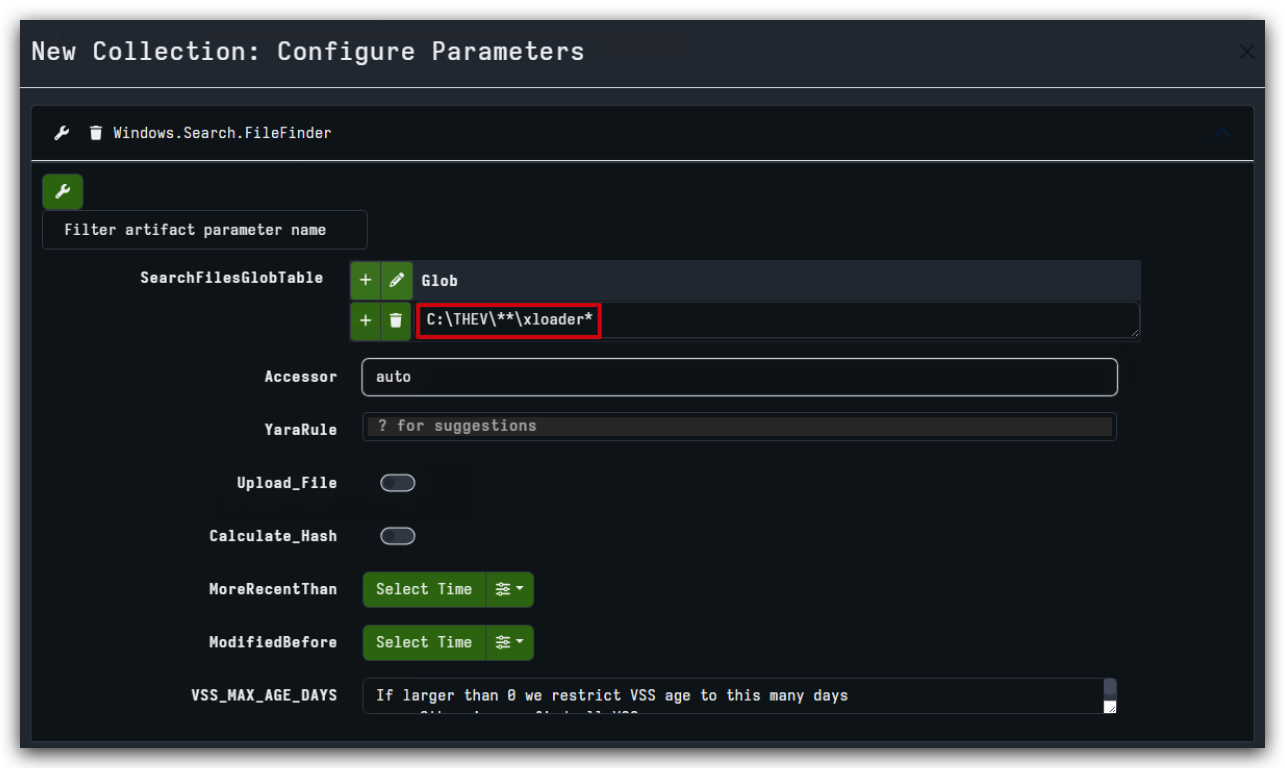 New Collection: Configure Parameters
Windows.Search.FileFinder
Filter artifact parameter name
SearchFilesGlobTable
Glob
C:\THEV\**\xloader*
Accessor
auto
YaraRule
? for suggestions
Upload_File
Calculate_Hash
MoreRecentThan
Select Time
ModifiedBefore
Select Time
VSS_MAX_AGE_DAYS
If larger than 0 we restrict VSS age to this many days